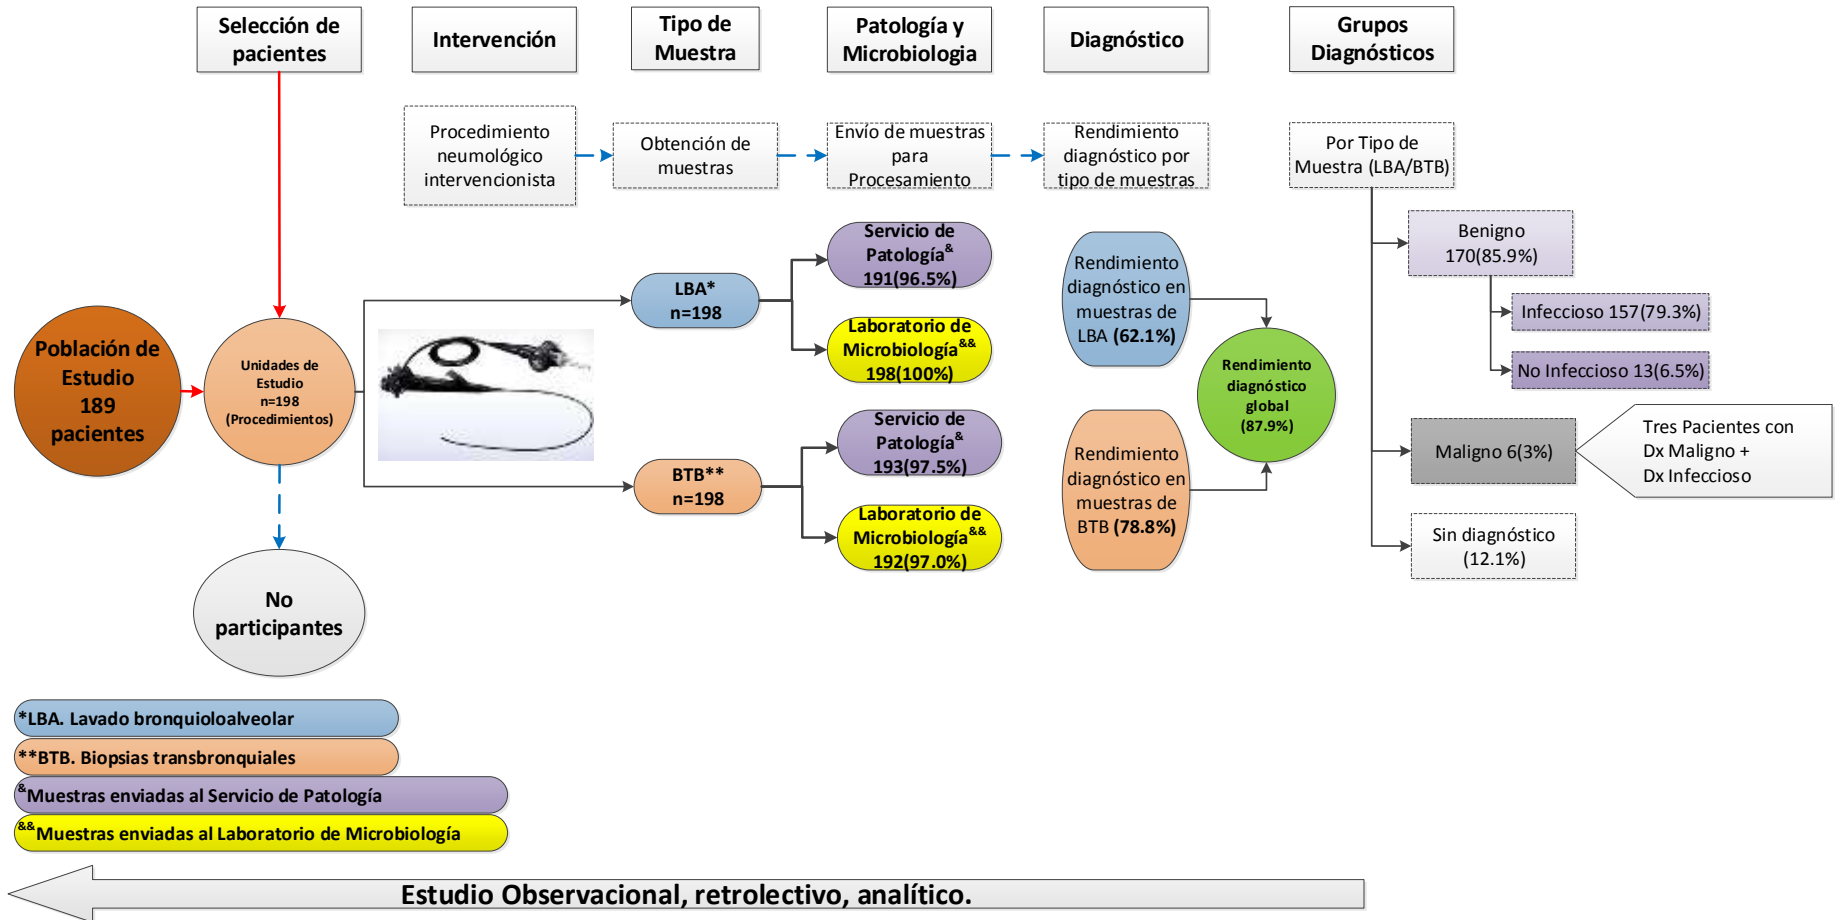 Selección de
pacientes
Intervención
Tipo de
Muestra
Patología y
Microbiologia
Diagnóstico
Grupos
Diagnósticos
Procedimiento
neumológico
intervencionista
Obtención de
muestras
Envío de muestras
para
Procesamiento
Rendimiento
diagnóstico por
tipo de muestras
Por Tipo de
Muestra (LBA/BTB)
Población de
Estudio
189
pacientes
Unidades de
Estudio
n=198
(Procedimientos)
No
participantes
LBA*
n=198
BTB**
n=198
Servicio de
Patología&
191(96.5%)
Laboratorio de
Microbiología&&
198(100%)
Servicio de
Patología&
193(97.5%)
Laboratorio de
Microbiología&&
192(97.0%)
Rendimiento
diagnóstico en
muestras de
LBA (62.1%)
Rendimiento
diagnóstico en
muestras de
BTB (78.8%)
Rendimiento
diagnóstico
global
(87.9%)
Benigno
170(85.9%)
Infeccioso 157(79.3%)
No Infeccioso 13(6.5%)
Maligno 6(3%)
Tres Pacientes con
Dx Maligno +
Dx Infeccioso
Sin diagnóstico
(12.1%)
*LBA. Lavado bronquioloalveolar
**BTB. Biopsias transbronquiales
&Muestras enviadas al Servicio de Patología
&&Muestras enviadas al Laboratorio de Microbiología
Estudio Observacional, retrolectivo, analítico.